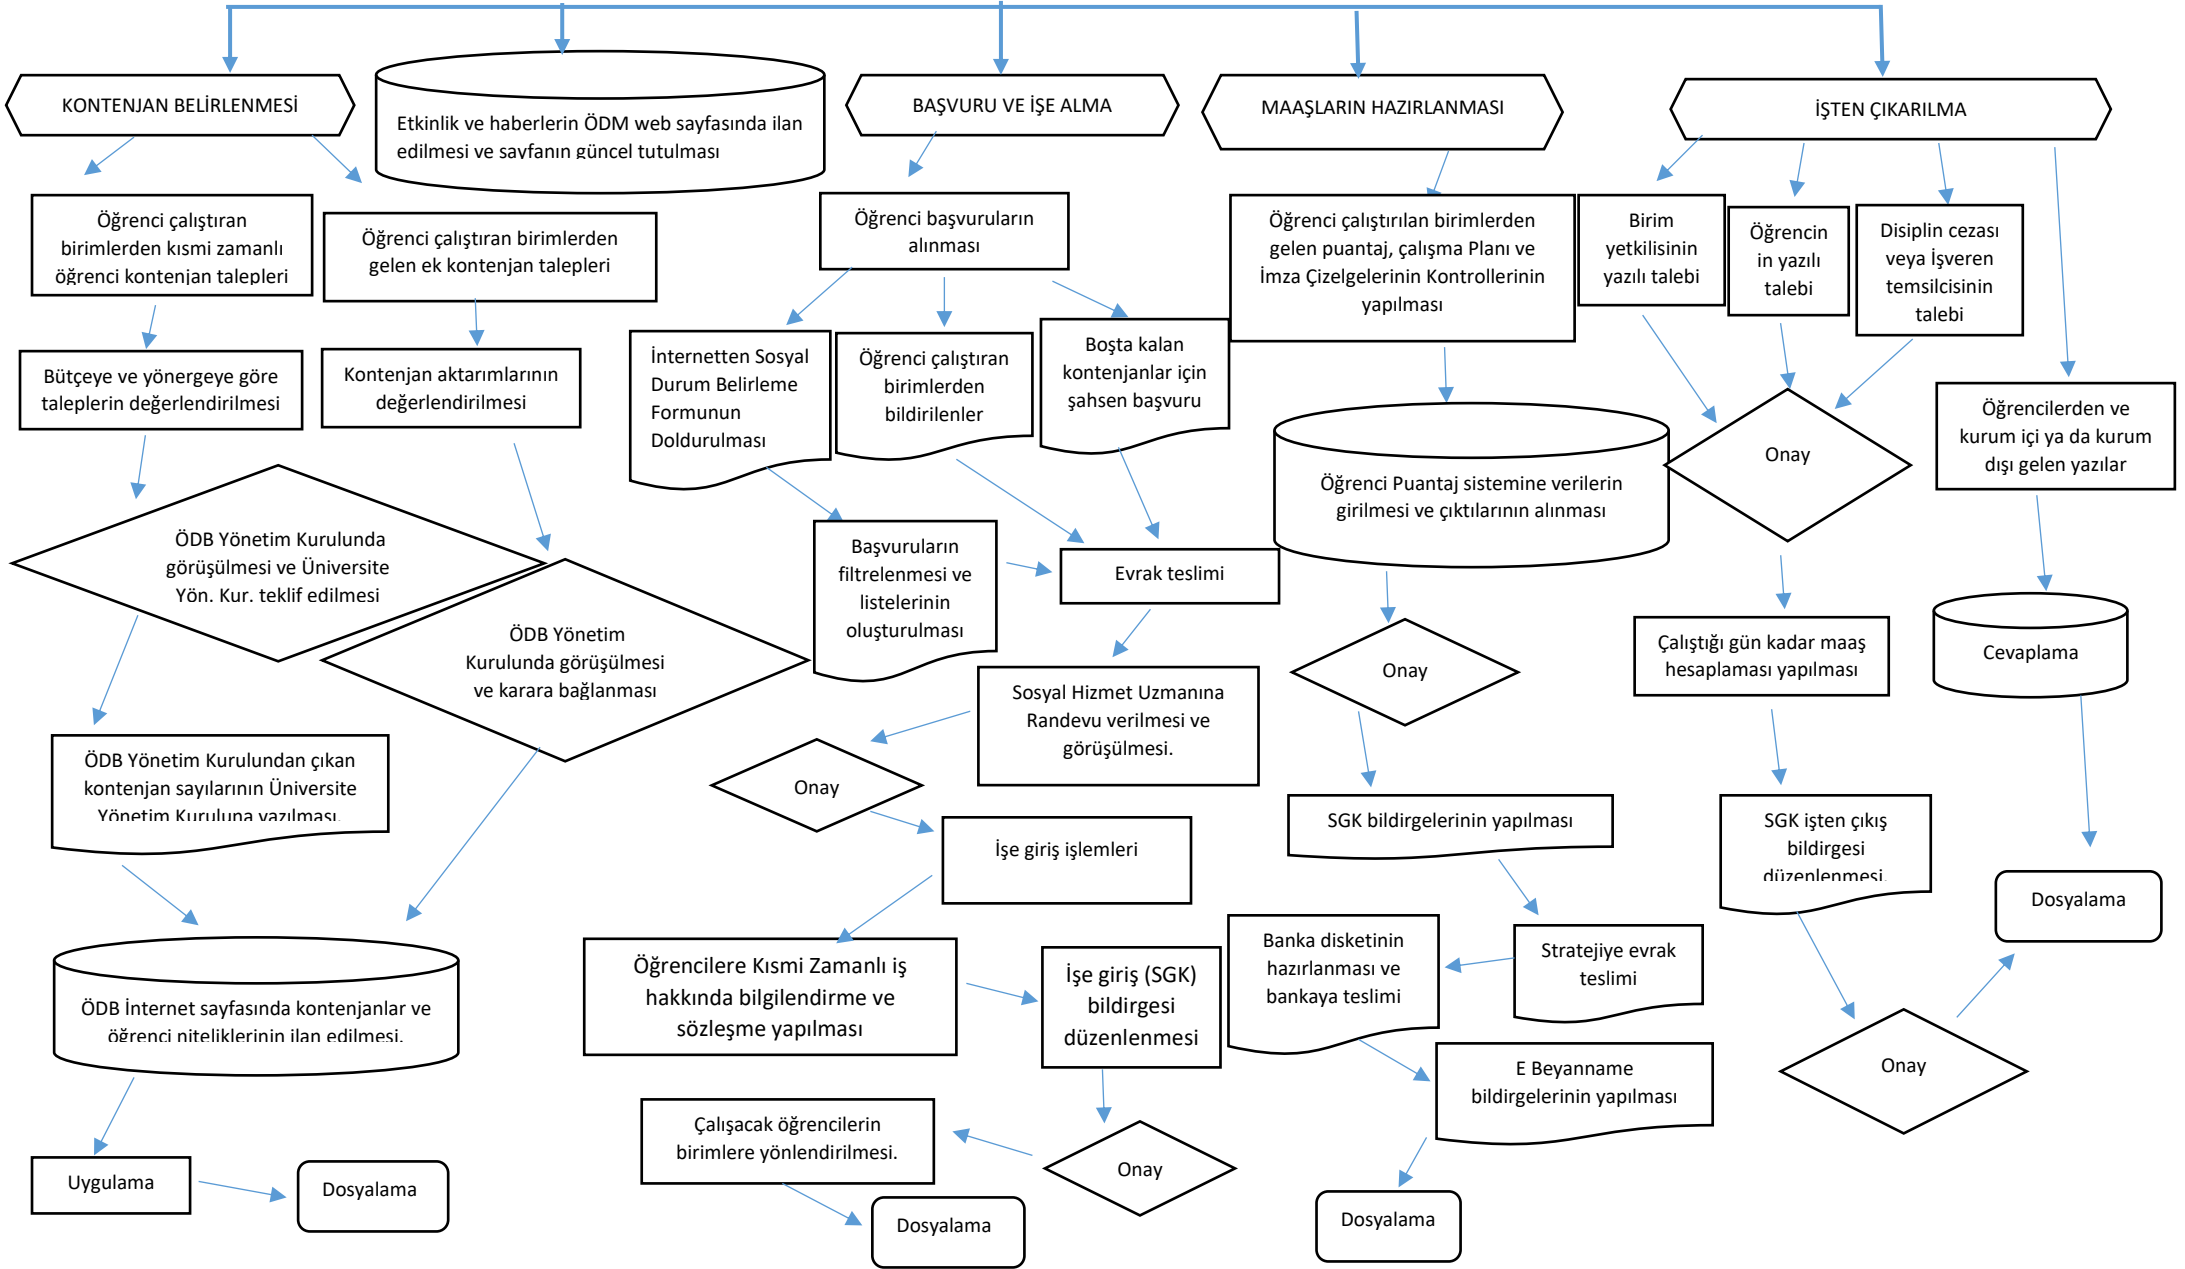 KONTENJAN BELİRLENMESİ
Etkinlik ve haberlerin ÖDM web sayfasında ilan
edilmesi ve sayfanın güncel tutulması
BAŞVURU VE İŞE ALMA
MAAŞLARIN HAZIRLANMASI
İŞTEN ÇIKARILMA
Öğrenci çalıştıran
birimlerden kısmi zamanlı
öğrenci kontenjan talepleri
Öğrenci çalıştıran birimlerden
gelen ek kontenjan talepleri
Bütçeye ve yönergeye göre
taleplerin değerlendirilmesi
Kontenjan aktarımlarının
değerlendirilmesi
ÖDB Yönetim Kurulunda
görüşülmesi ve Üniversite
Yön. Kur. teklif edilmesi
ÖDB Yönetim
Kurulunda görüşülmesi
ve karara bağlanması
ÖDB Yönetim Kurulundan çıkan
kontenjan sayılarının Üniversite
Yönetim Kuruluna yazılması.
ÖDB İnternet sayfasında kontenjanlar ve
öğrenci niteliklerinin ilan edilmesi.
Uygulama
Dosyalama
Öğrenci başvuruların
alınması
İnternetten Sosyal
Durum Belirleme
Formunun
Doldurulması
Öğrenci çalıştıran
birimlerden
bildirilenler
Boşta kalan
kontenjanlar için
şahsen başvuru
Başvuruların
filtrelenmesi ve
listelerinin
oluşturulması
Evrak teslimi
Sosyal Hizmet Uzmanına
Randevu verilmesi ve
görüşülmesi.
Onay
İşe giriş işlemleri
Öğrencilere Kısmi Zamanlı iş
hakkında bilgilendirme ve
sözleşme yapılması
İşe giriş (SGK)
bildirgesi
düzenlenmesi
Onay
Çalışacak öğrencilerin
birimlere yönlendirilmesi.
Dosyalama
Öğrenci çalıştırılan birimlerden
gelen puantaj, çalışma Planı ve
İmza Çizelgelerinin Kontrollerinin
yapılması
Öğrenci Puantaj sistemine verilerin
girilmesi ve çıktılarının alınması
Onay
SGK bildirgelerinin yapılması
Stratejiye evrak
teslimi
Banka disketinin
hazırlanması ve
bankaya teslimi
E Beyanname
bildirgelerinin yapılması
Dosyalama
Birim
yetkilisinin
yazılı talebi
Öğrencin
in yazılı
talebi
Disiplin cezası
veya İşveren
temsilcisinin
talebi
Onay
Öğrencilerden ve
kurum içi ya da kurum
dışı gelen yazılar
Çalıştığı gün kadar maaş
hesaplaması yapılması
Cevaplama
SGK işten çıkış
bildirgesi
düzenlenmesi.
Dosyalama
Onay